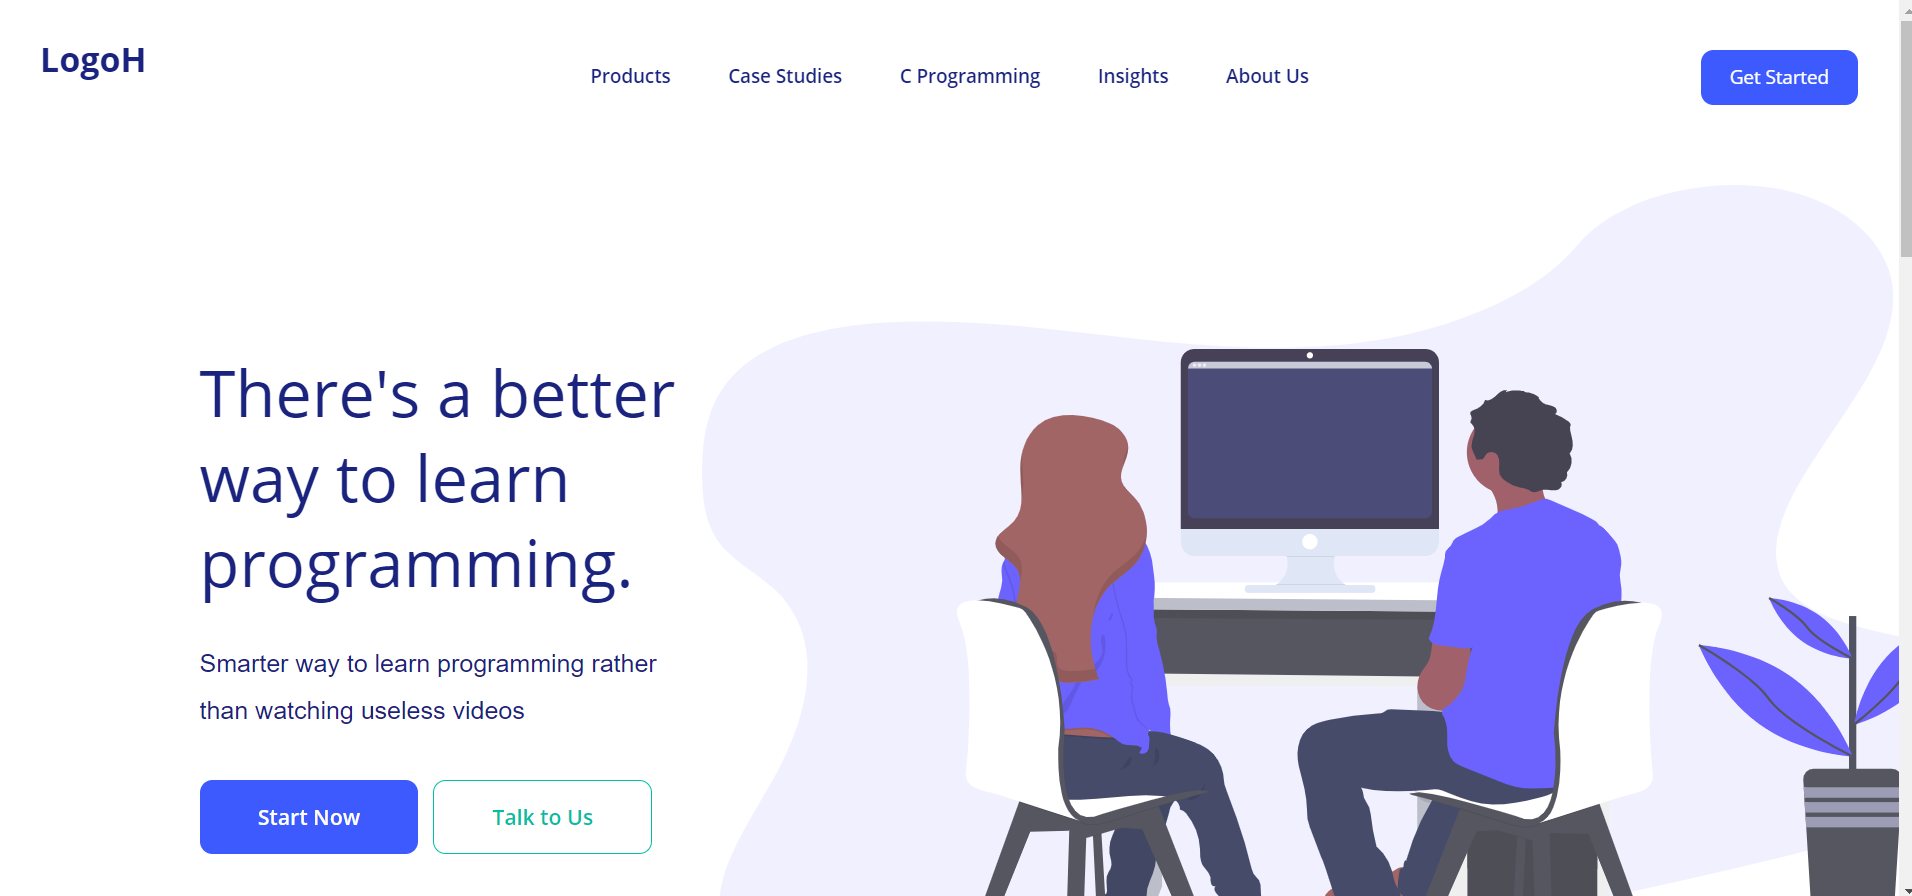 LogoH
Products
Case Studies
C Programming
Insights
About Us
Get Started
There's a better
way to learn
programming.
Smarter way to learn programming rather
than watching useless videos
Start Now
Talk to Us